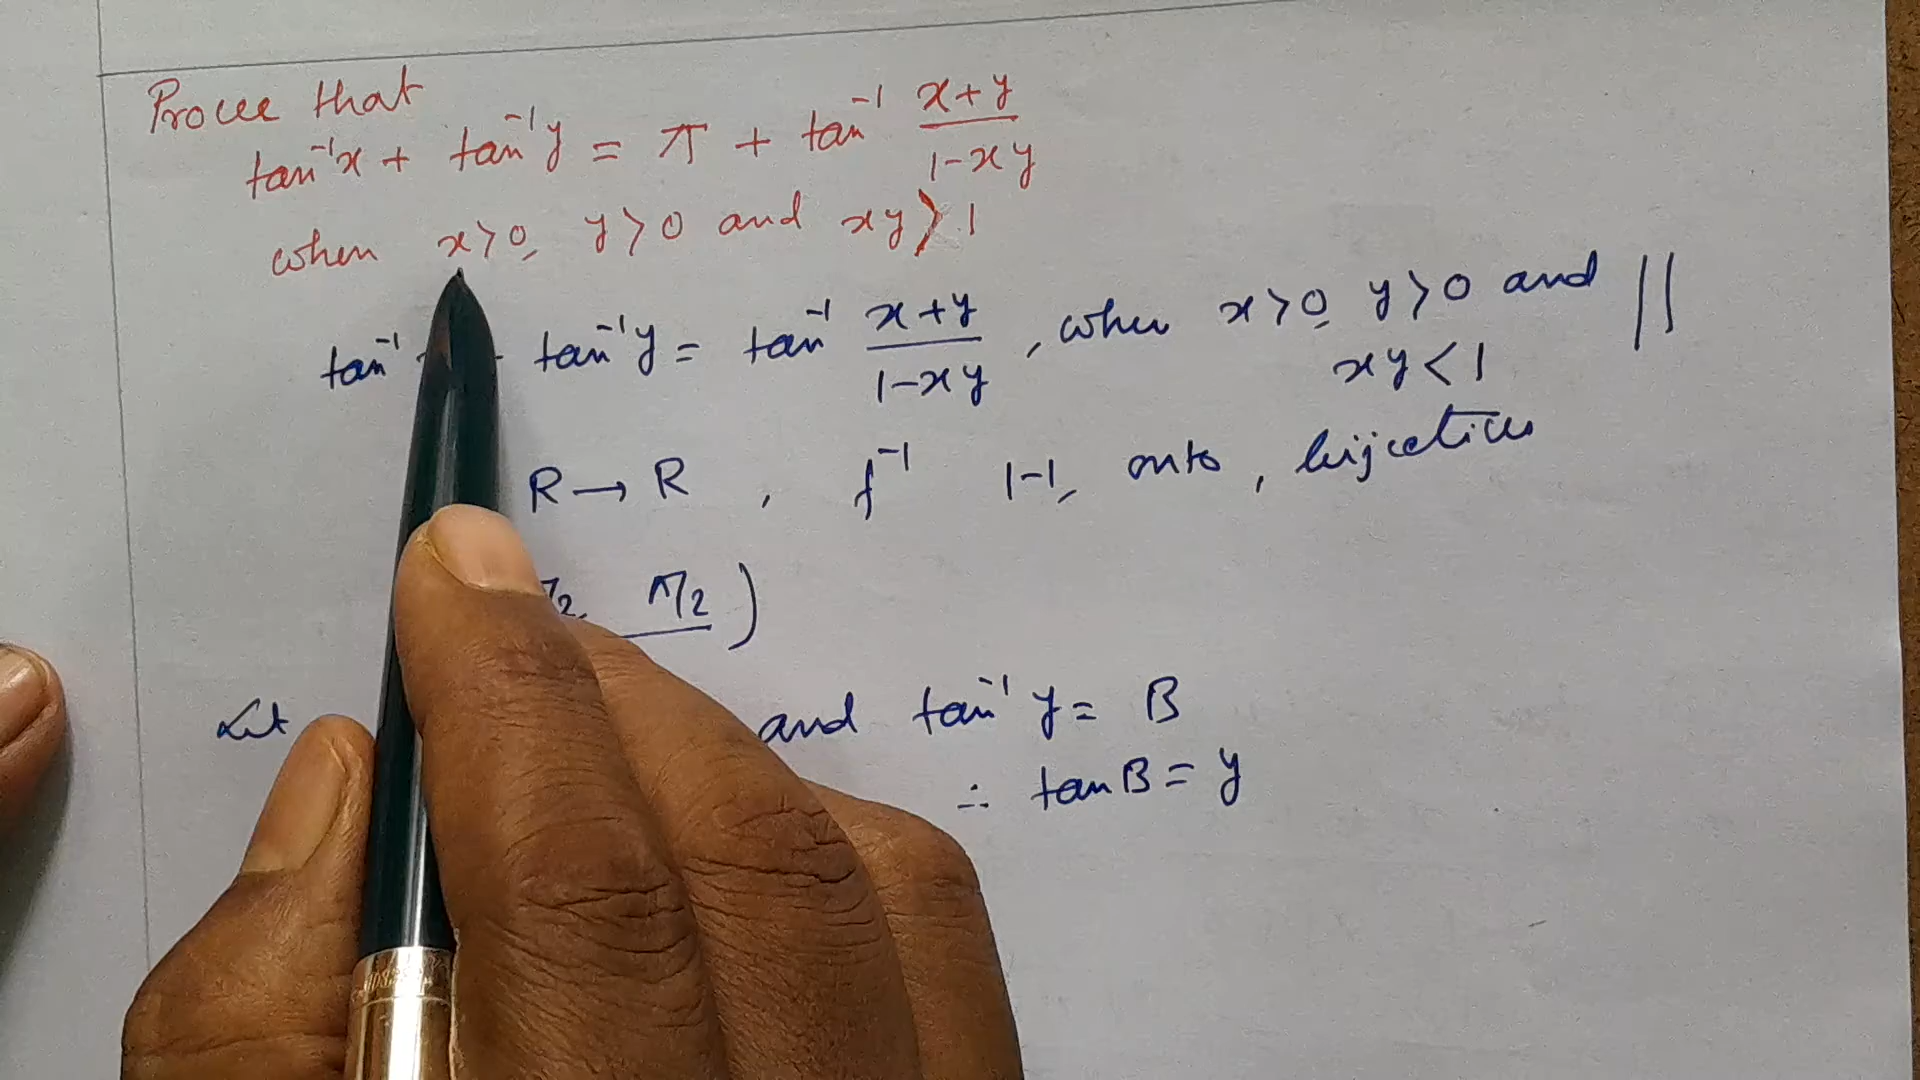 Prove that
tan⁻¹x + tan⁻¹y = π + tan⁻¹ (x+y)/(1-xy)
when x>0, y>0 and xy>1
tan⁻¹ tan⁻¹y = tan⁻¹ (x+y)/(1-xy), when x>0, y>0 and
xy<1
R→R , f⁻¹ 1-1, onto, bijective
π/2 )
Let and tan⁻¹y = B
∴ tanB = y